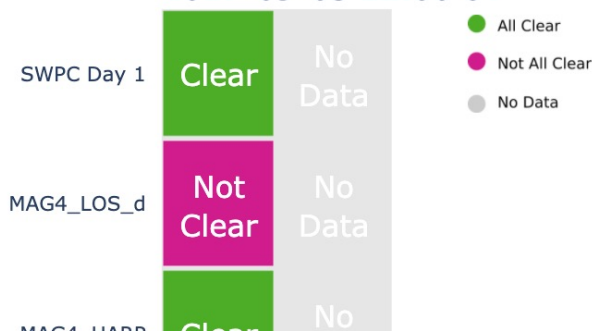 All Clear
Not All Clear
No Data
SWPC Day 1
Clear
No
Data
MAG4_LOS_d
Not
Clear
No
Data
Clear
No